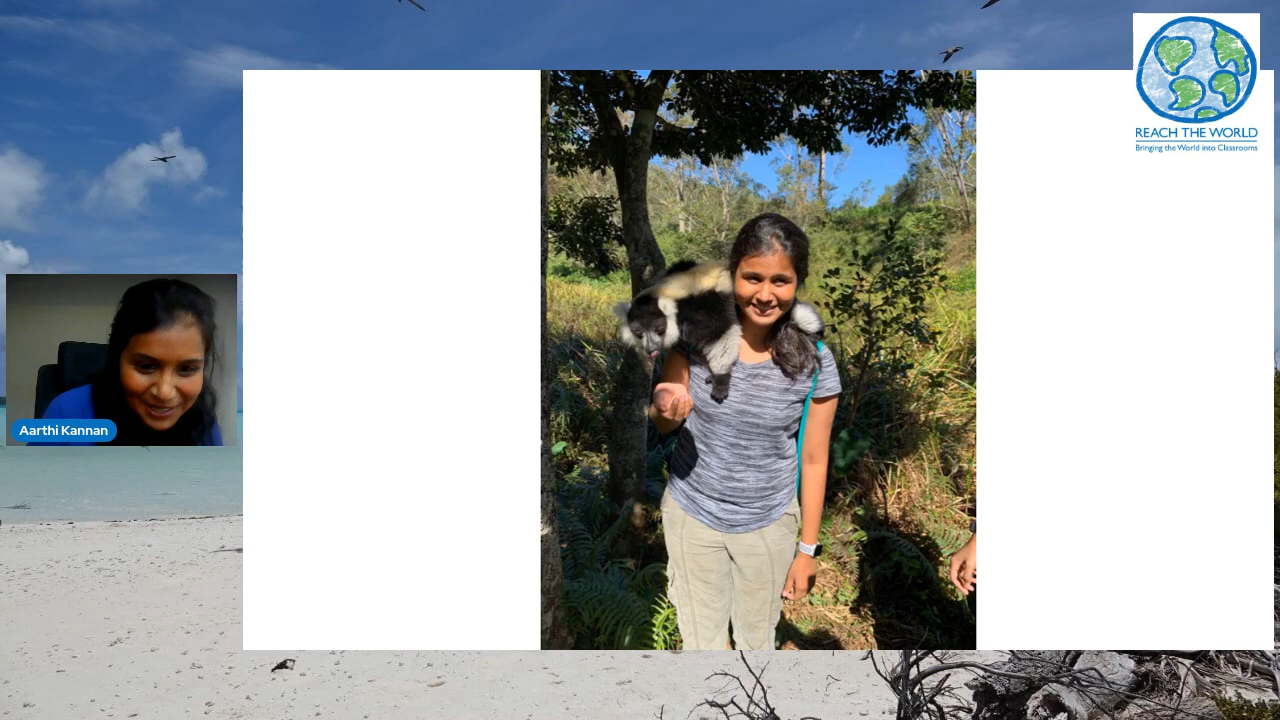 REACH THE WORLD
Bringing the World into Classrooms
Aarthi Kannan